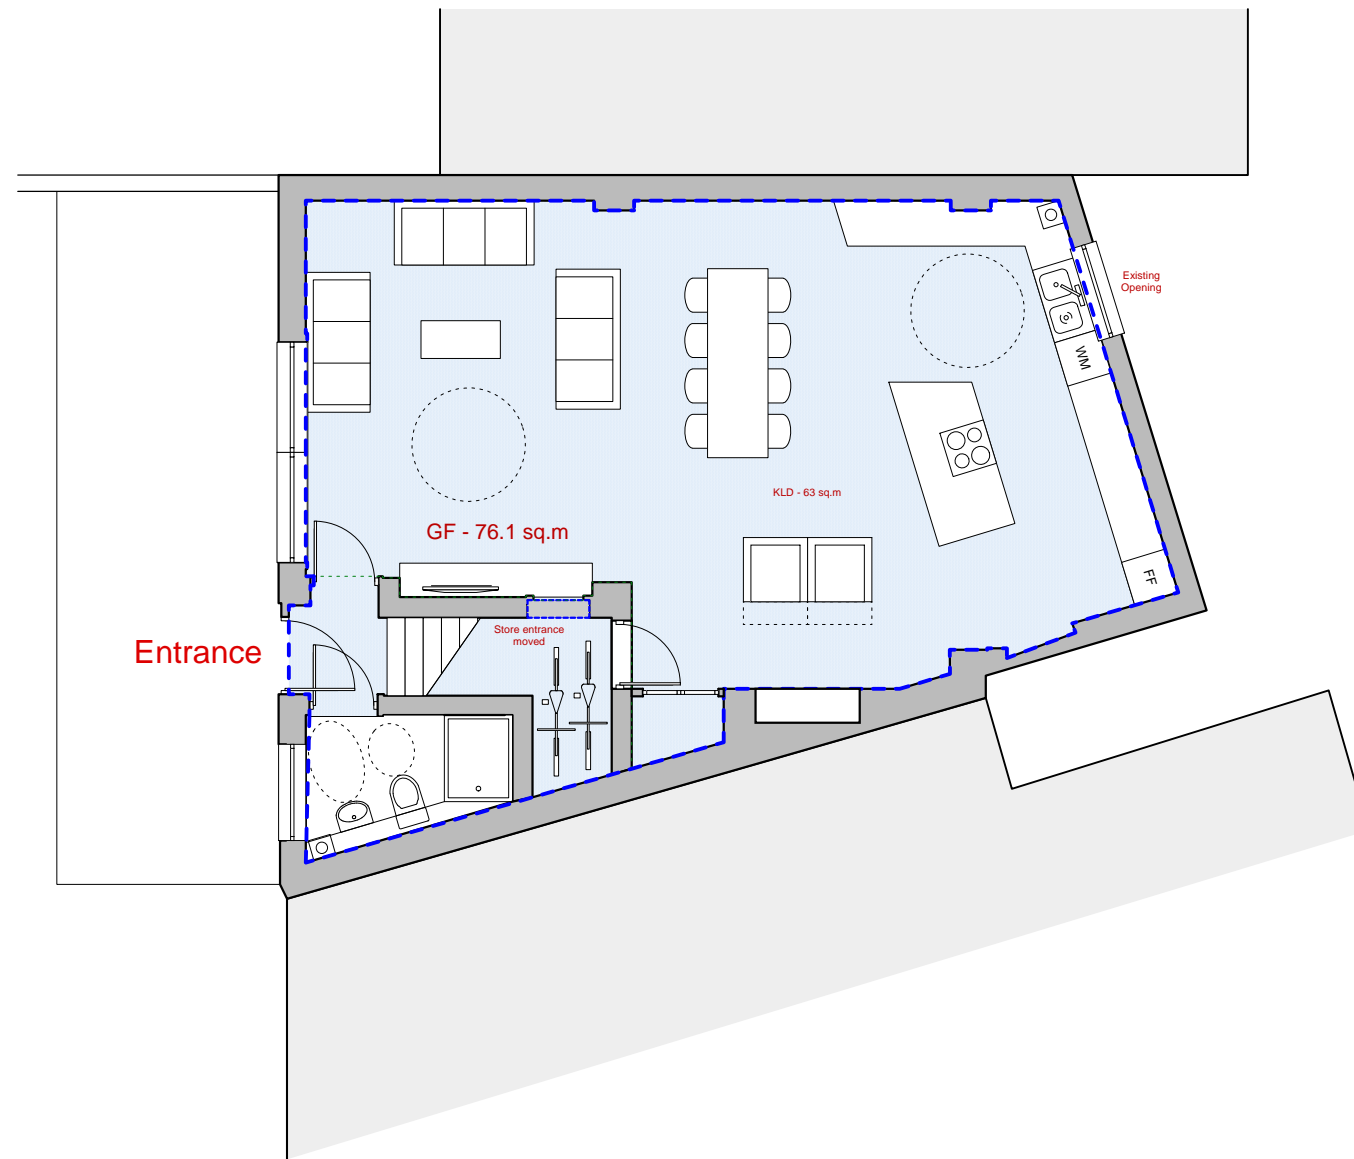 Existing
Opening
WM
KLD - 63 sq.m
GF - 76.1 sq.m
FF
Store entrance
moved
Entrance